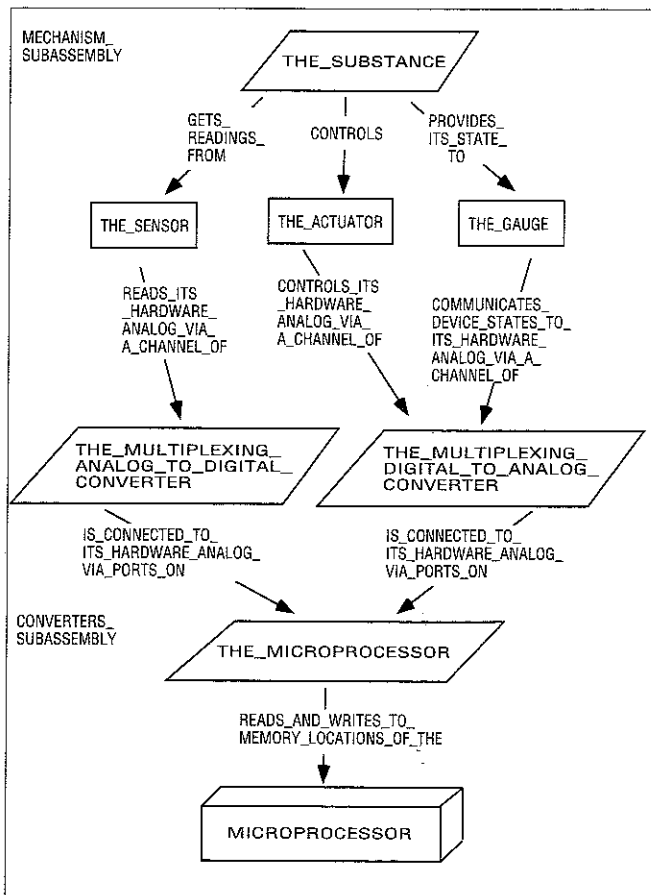 MECHANISM_
SUBASSEMBLY
THE_SUBSTANCE
GETS_
READINGS_
FROM
CONTROLS
PROVIDES_
ITS_STATE_
TO
THE_SENSOR
THE_ACTUATOR
THE_GAUGE
READS_ITS
_HARDWARE_
ANALOG_VIA_
A_CHANNEL_OF
CONTROLS_ITS
_HARDWARE_
ANALOG_VIA_
A_CHANNEL_OF
COMMUNICATES_
DEVICE_STATES_TO_
ITS_HARDWARE_
ANALOG_VIA_A_
CHANNEL_OF
THE_MULTIPLEXING_
ANALOG_TO_DIGITAL_
CONVERTER
THE_MULTIPLEXING_
DIGITAL_TO_ANALOG_
CONVERTER
IS_CONNECTED_TO_
ITS_HARDWARE_ANALOG_
VIA_PORTS_ON
IS_CONNECTED_TO_
ITS_HARDWARE_ANALOG_
VIA_PORTS_ON
CONVERTERS_
SUBASSEMBLY
THE_MICROPROCESSOR
READS_AND_WRITES_TO_
MEMORY_LOCATIONS_OF_THE
MICROPROCESSOR